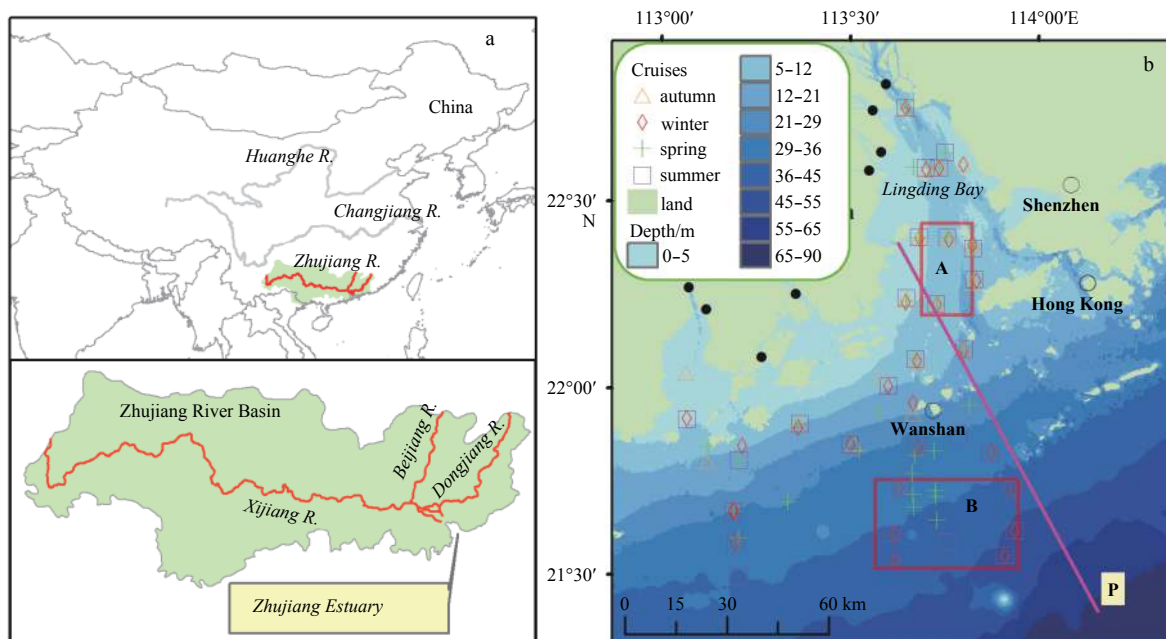 a
China
Huanghe R.
Changjiang R.
Zhujiang R.
Zhujiang River Basin
Beijiang R.
Dongjiang R.
Xijiang R.
Zhujiang Estuary
113°00′ 113°30′ 114°00′E
b
Cruises
autumn
winter
spring
summer
land
Depth/m
0–5
5–12
12–21
21–29
29–36
36–45
45–55
55–65
65–90
22°30′
N
22°00′
21°30′
Lingding Bay
Shenzhen
A
Hong Kong
Wanshan
B
P
0 15 30 60 km